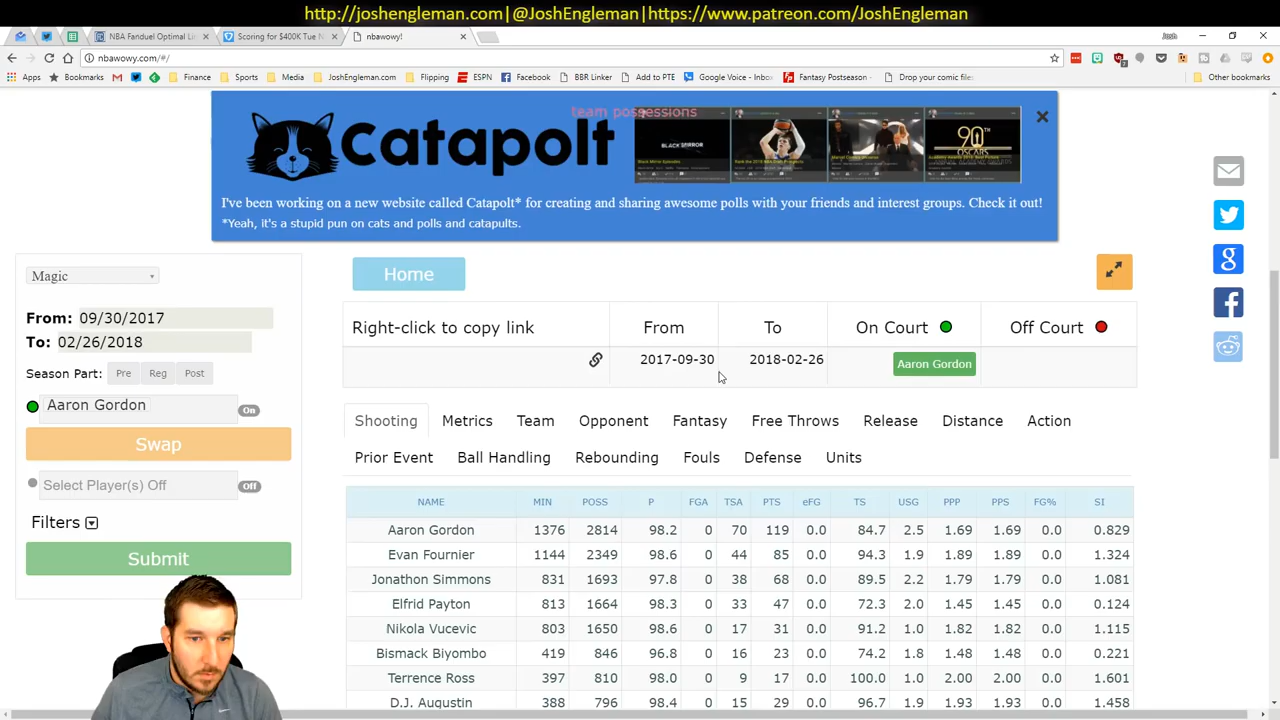 http://joshengleman.com|@JoshEngleman|https://www.patreon.com/JoshEngleman
NBA Fanduel Optimal Lin
Scoring for $400K Tue N
nbawowy!
Josh
nbawowy.com/#/
Apps
Bookmarks
Finance
Sports
Media
JoshEngleman.com
Flipping
ESPN
Facebook
BBR Linker
Add to PTE
Google Voice - Inbo
Fantasy Postseason
Drop your comic file
Other bookmarks
team possessions
Catapolt
I've been working on a new website called Catapolt* for creating and sharing awesome polls with your friends and interest groups. Check it out!
*Yeah, it's a stupid pun on cats and polls and catapults.
Magic
From: 09/30/2017
To: 02/26/2018
Season Part: Pre Reg Post
Aaron Gordon On
Swap
Select Player(s) Off Off
Filters
Submit
Home
Right-click to copy link From To On Court Off Court
2017-09-30 2018-02-26 Aaron Gordon
Shooting Metrics Team Opponent Fantasy Free Throws Release Distance Action
Prior Event Ball Handling Rebounding Fouls Defense Units
NAME MIN POSS P FGA TSA PTS eFG TS USG PPP PPS FG% SI
Aaron Gordon 1376 2814 98.2 0 70 119 0.0 84.7 2.5 1.69 1.69 0.0 0.829
Evan Fournier 1144 2349 98.6 0 44 85 0.0 94.3 1.9 1.89 1.89 0.0 1.324
Jonathon Simmons 831 1693 97.8 0 38 68 0.0 89.5 2.2 1.79 1.79 0.0 1.081
Elfrid Payton 813 1664 98.3 0 33 47 0.0 72.3 2.0 1.45 1.45 0.0 0.124
Nikola Vucevic 803 1650 98.6 0 17 31 0.0 91.2 1.0 1.82 1.82 0.0 1.115
Bismack Biyombo 419 846 96.8 0 16 23 0.0 74.2 1.8 1.48 1.48 0.0 0.221
Terrence Ross 397 810 98.0 0 9 17 0.0 100.0 1.0 2.00 2.00 0.0 1.601
D.J. Augustin 388 796 98.4 0 15 29 0.0 96.7 1.9 1.93 1.93 0.0 1.458